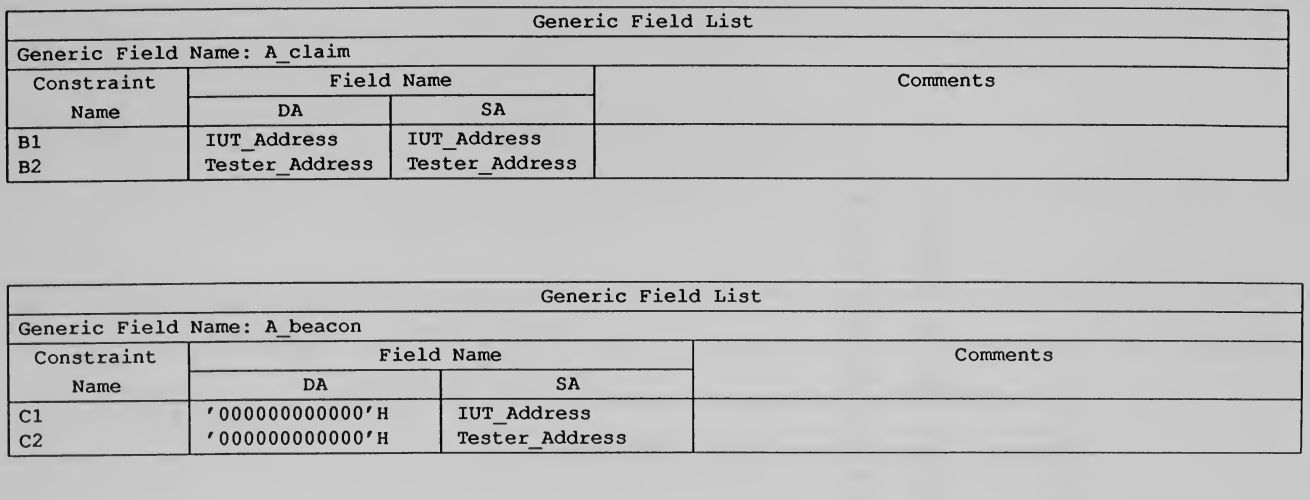 Generic Field List
Generic Field Name: A_claim
Constraint Field Name Comments
Name DA SA
B1 IUT_Address IUT_Address
B2 Tester_Address Tester_Address
Generic Field List
Generic Field Name: A_beacon
Constraint Field Name Comments
Name DA SA
C1 '000000000000'H IUT_Address
C2 '000000000000'H Tester_Address